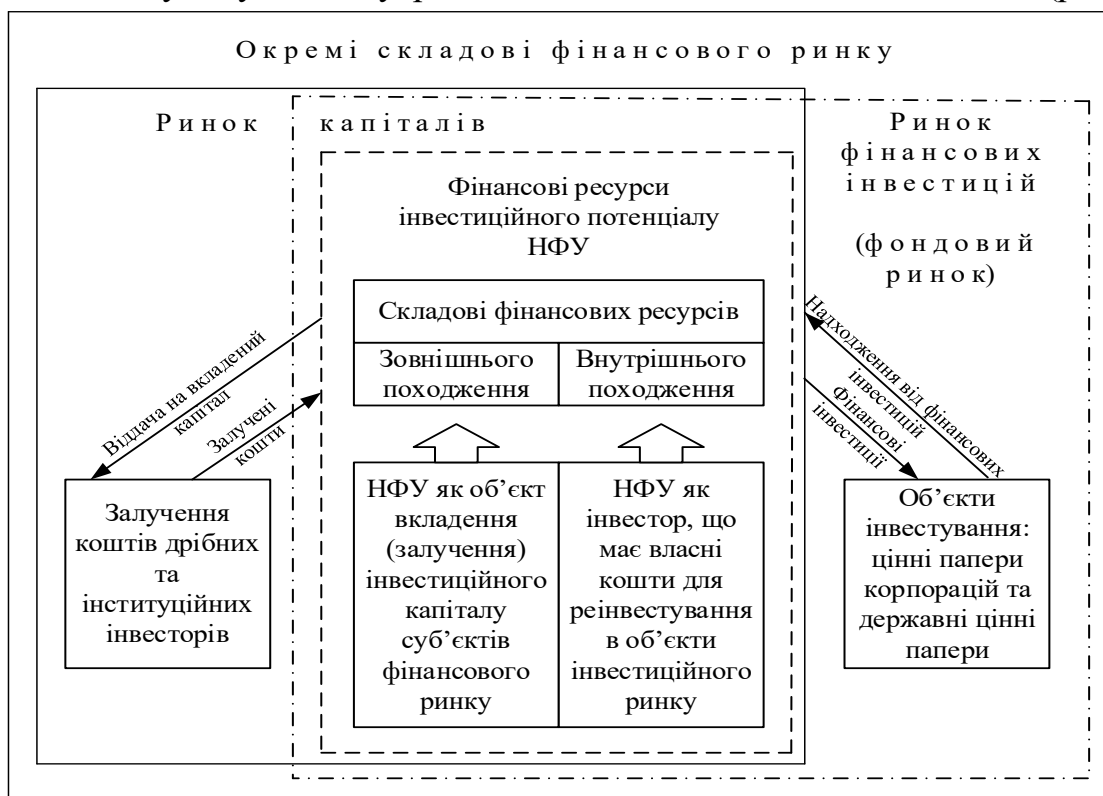 Окремі складові фінансового ринку
Ринок капіталів
Ринок
фінансових
інвестицій
(фондовий
ринок)
Фінансові ресурси
інвестиційного потенціалу
НФУ
Складові фінансових ресурсів
Зовнішнього
походження
Внутрішнього
походження
Віддача на вкладений
капітал
Залучені
кошти
Надходження від фінансових
інвестицій
Фінансові
інвестиції
Залучення
коштів дрібних
та
інституційних
інвесторів
НФУ як об’єкт
вкладення
(залучення)
інвестиційного
капіталу
суб’єктів
фінансового
ринку
НФУ як
інвестор, що
має власні
кошти для
реінвестування
в об’єкти
інвестиційного
ринку
Об’єкти
інвестування:
цінні папери
корпорацій та
державні цінні
папери